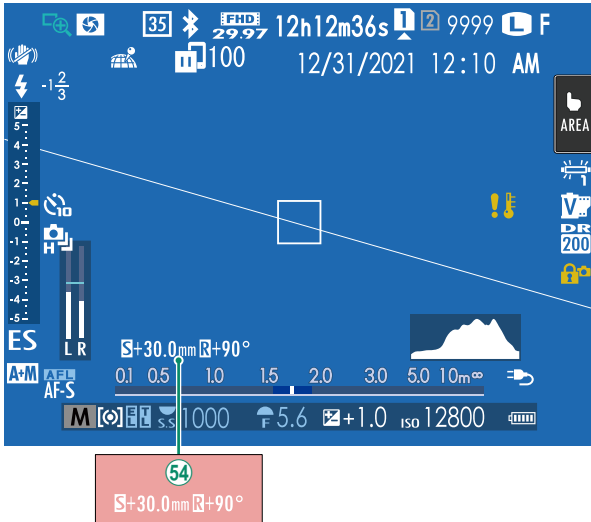 35 FHD 29.97 12h12m36s 1 2 9999 L F
100 12/31/2021 12:10 AM
-1 2/3
AREA
5
4
3
2
1
0
-1
-2
-3
-4
-5
10
H
1
V
DR
200
ES
L R
S+30.0mm R+90°
A+M AFL
AF-S
0.1 0.5 1.0 1.5 2.0 3.0 5.0 10m∞
M EL TL S.S 1000 F 5.6 +1.0 ISO 12800
54
S+30.0mm R+90°